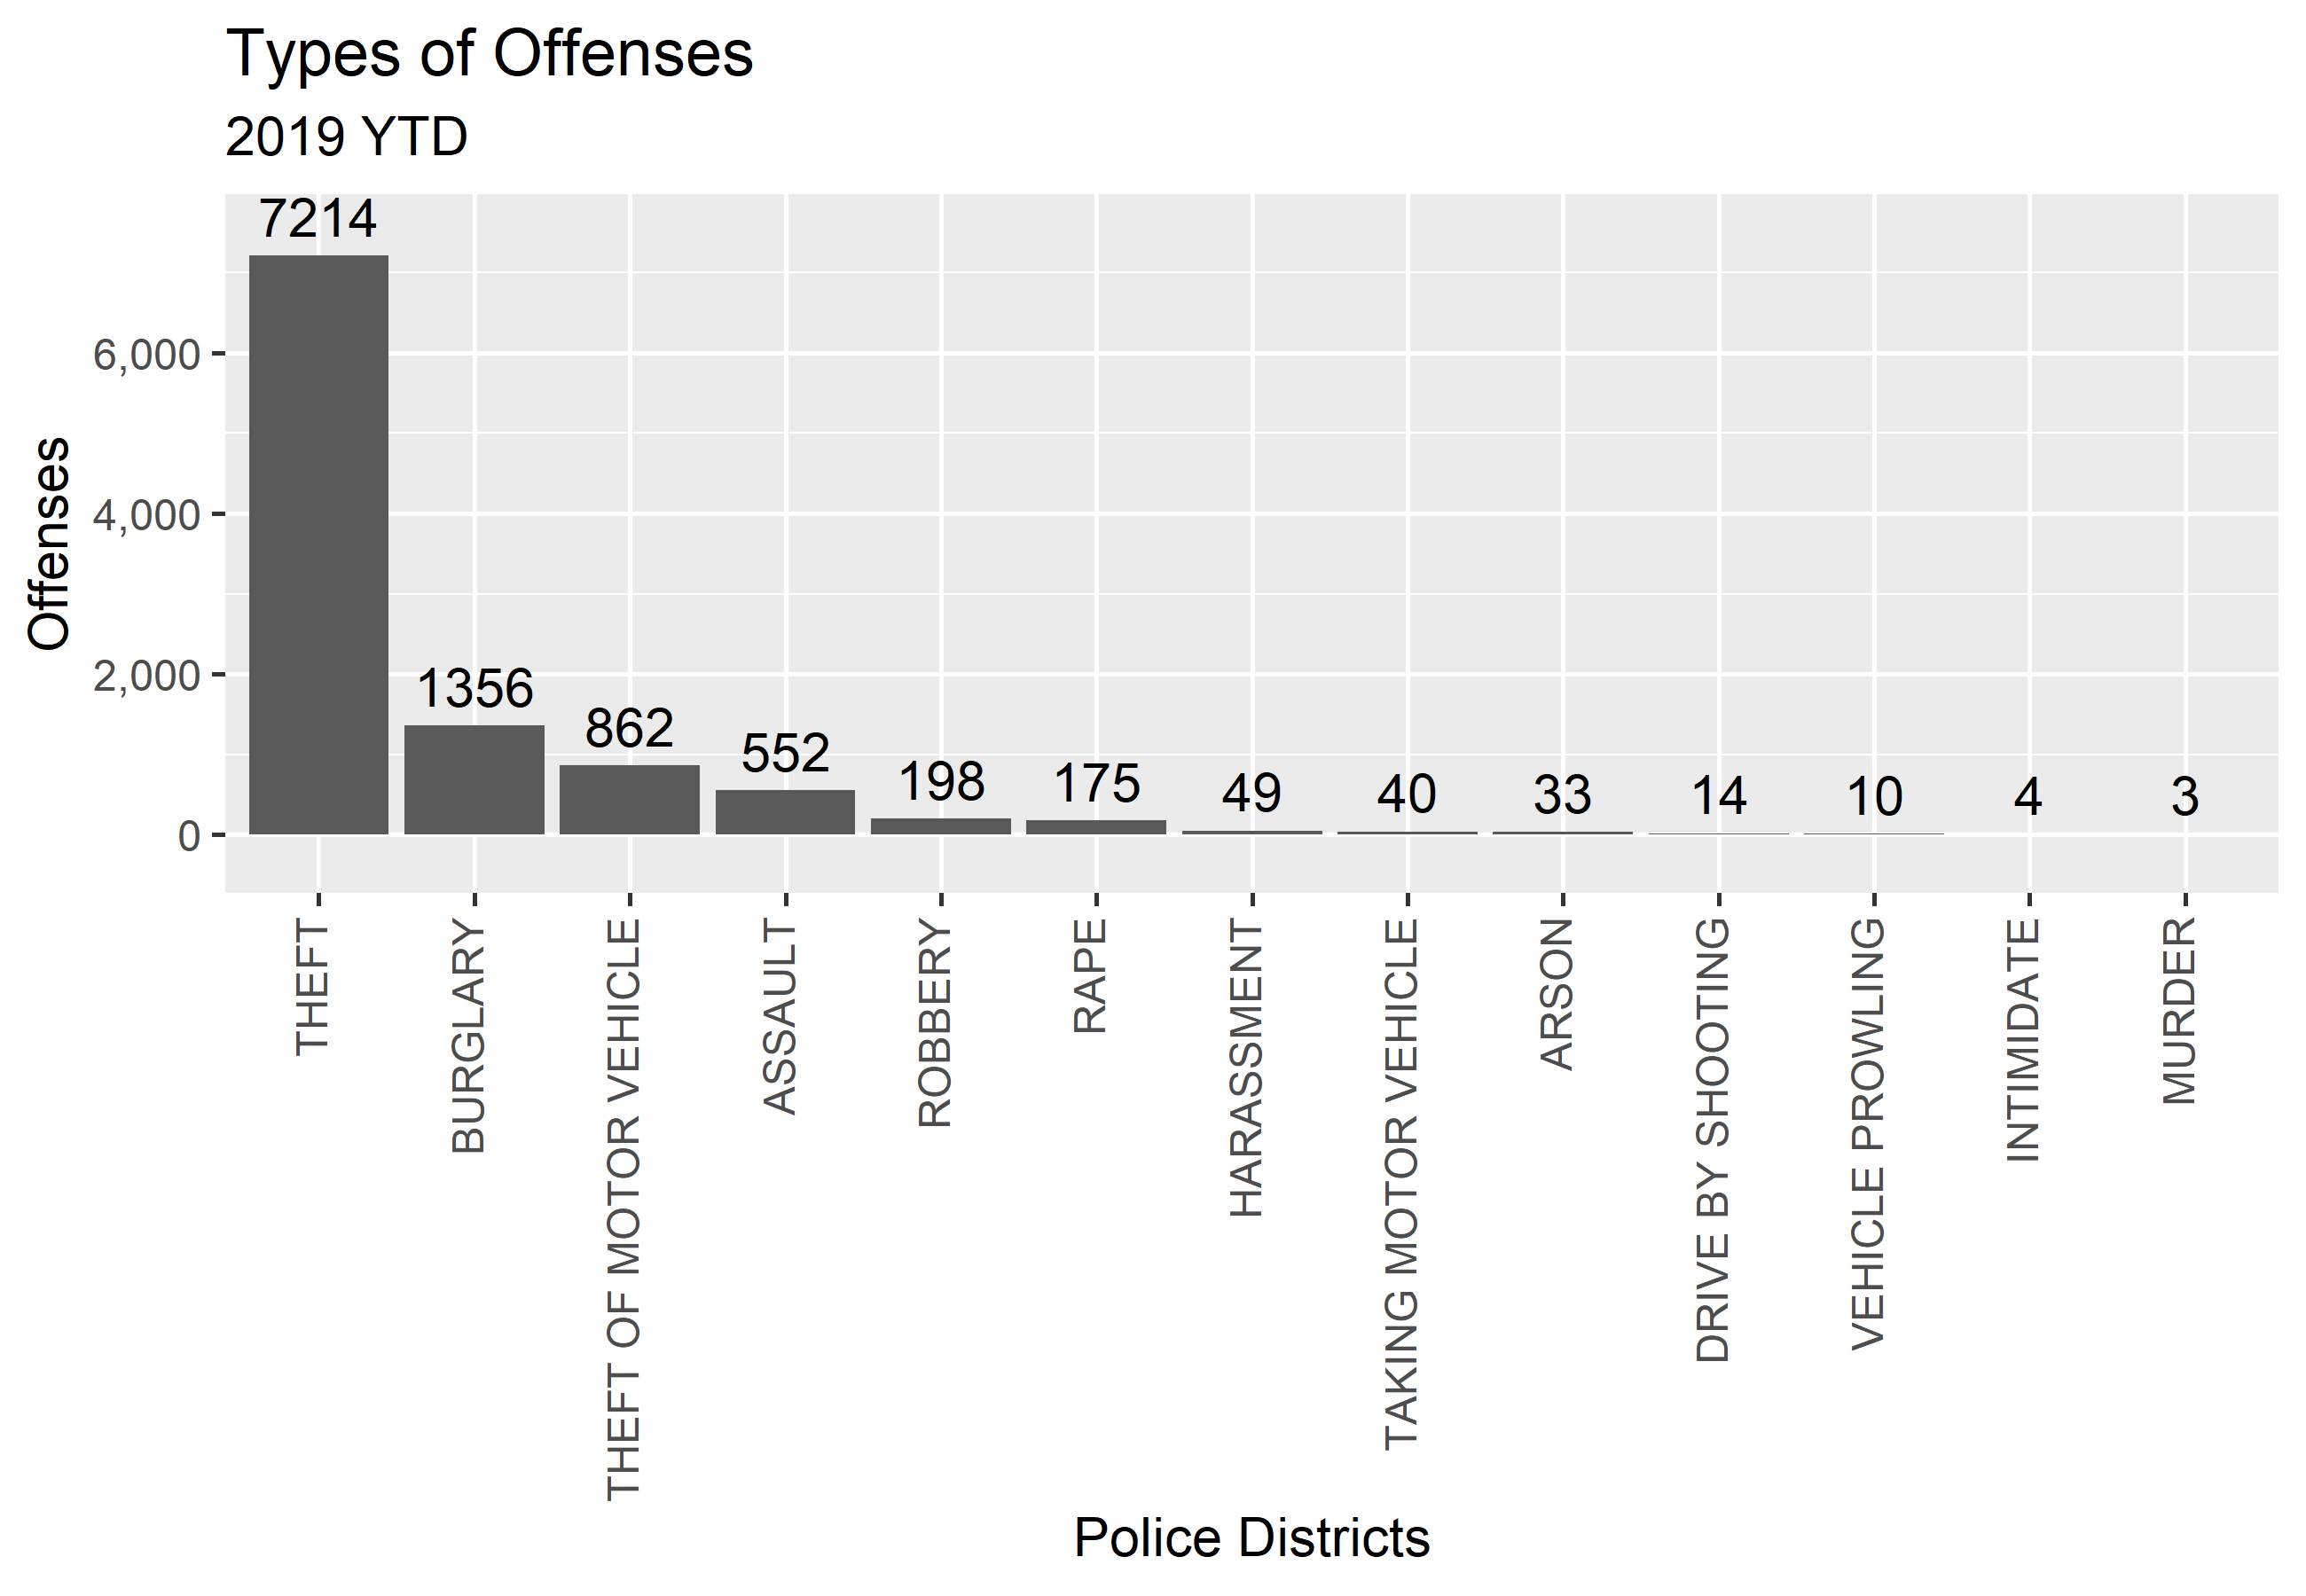 Types of Offenses
2019 YTD
Offenses
6,000
4,000
2,000
0
7214
1356
862
552
198
175
49
40
33
14
10
4
3
THEFT
BURGLARY
THEFT OF MOTOR VEHICLE
ASSAULT
ROBBERY
RAPE
HARASSMENT
TAKING MOTOR VEHICLE
ARSON
DRIVE BY SHOOTING
VEHICLE PROWLING
INTIMIDATE
MURDER
Police Districts